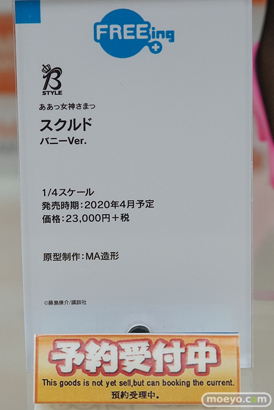 FREEing
B
STYLE
ああっ女神さまっ
スクルド
バニーVer.
1/4スケール
発売時期：2020年4月予定
価格：23,000円＋税
原型制作：MA造形
©藤島康介/講談社
予約受付中
This goods is not yet sell,but can booking the current.
預約受理中。
moeyo.com